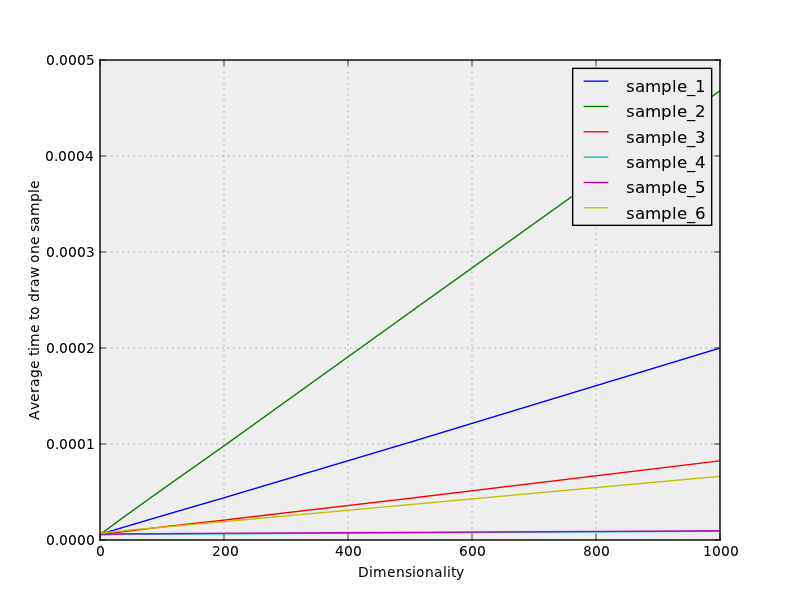 0.0005
0.0004
0.0003
0.0002
0.0001
0.0000
Average time to draw one sample
0 200 400 600 800 1000
Dimensionality
sample_1
sample_2
sample_3
sample_4
sample_5
sample_6